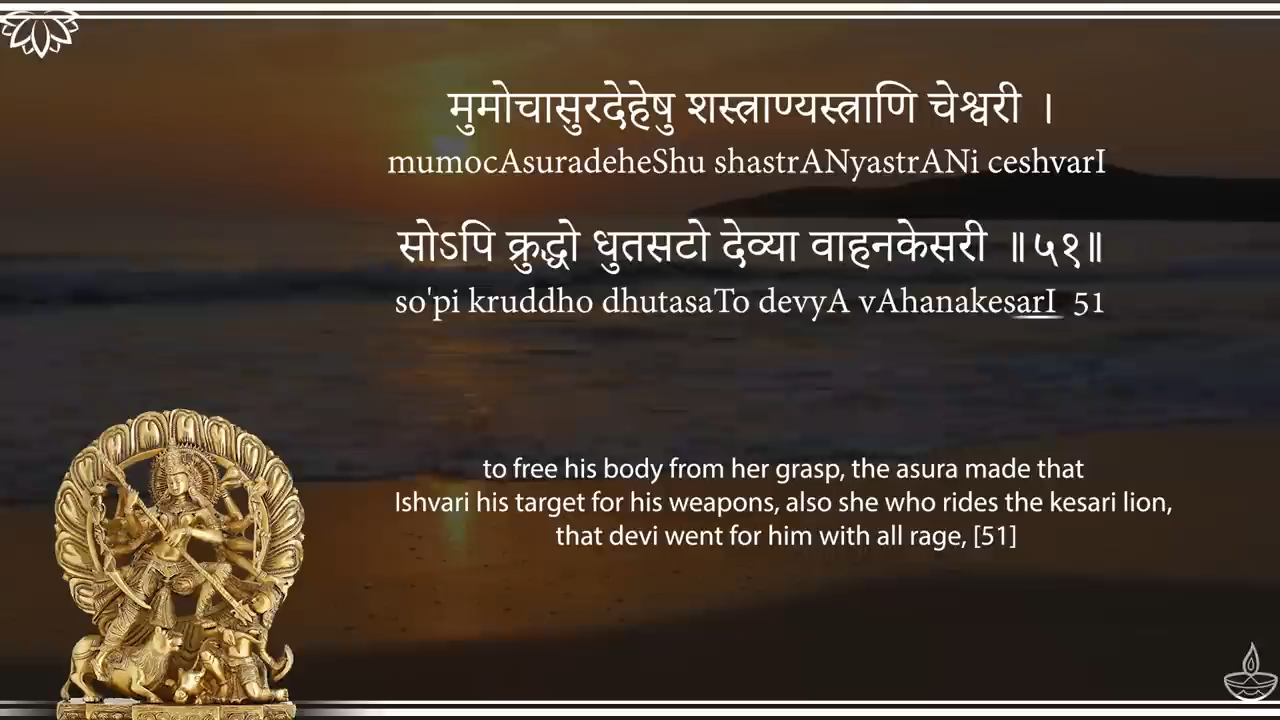 मुमोचासुरदेहेषु शस्त्राण्यस्त्राणि चेश्वरी ।
mumocAsuradeheShu shastrANyastrANi ceshvarI
सोऽपि क्रुद्धो धुतसटो देव्या वाहनकेसरी ॥५१॥
so'pi kruddho dhutasaTo devyA vAhanakesarI 51
to free his body from her grasp, the asura made that
Ishvari his target for his weapons, also she who rides the kesari lion,
that devi went for him with all rage, [51]